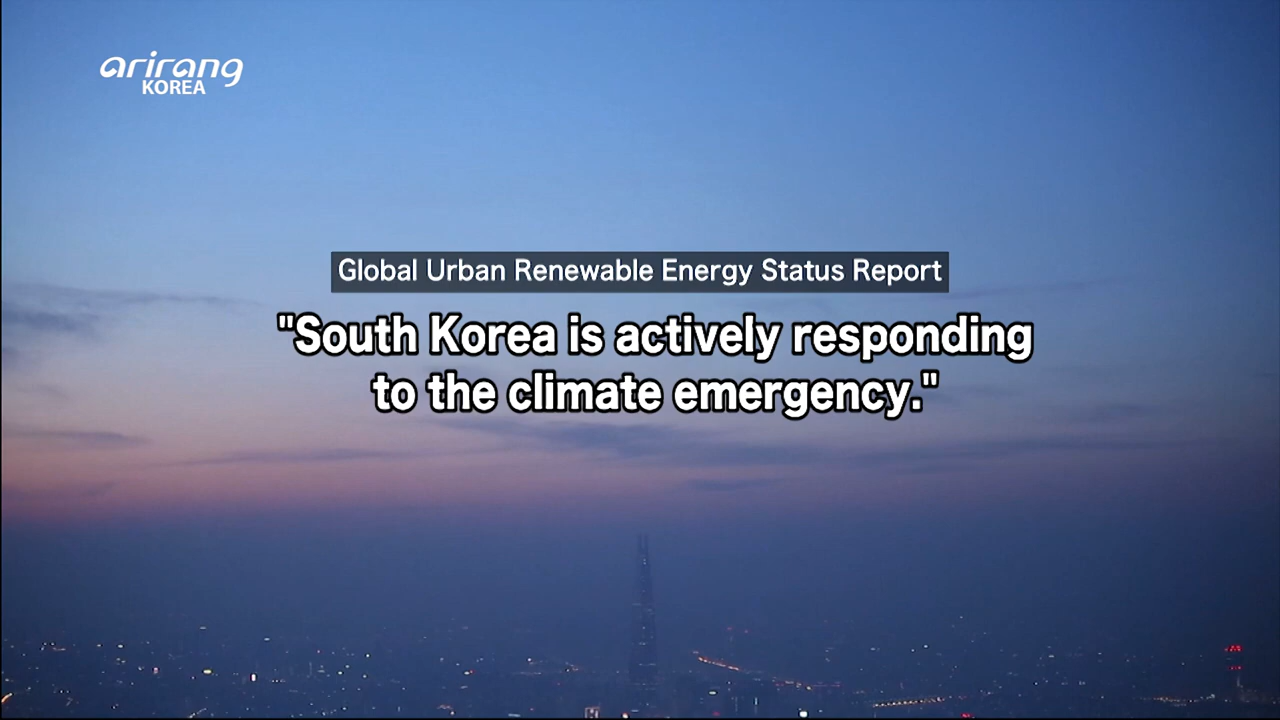 arirang
KOREA
Global Urban Renewable Energy Status Report
"South Korea is actively responding
to the climate emergency."